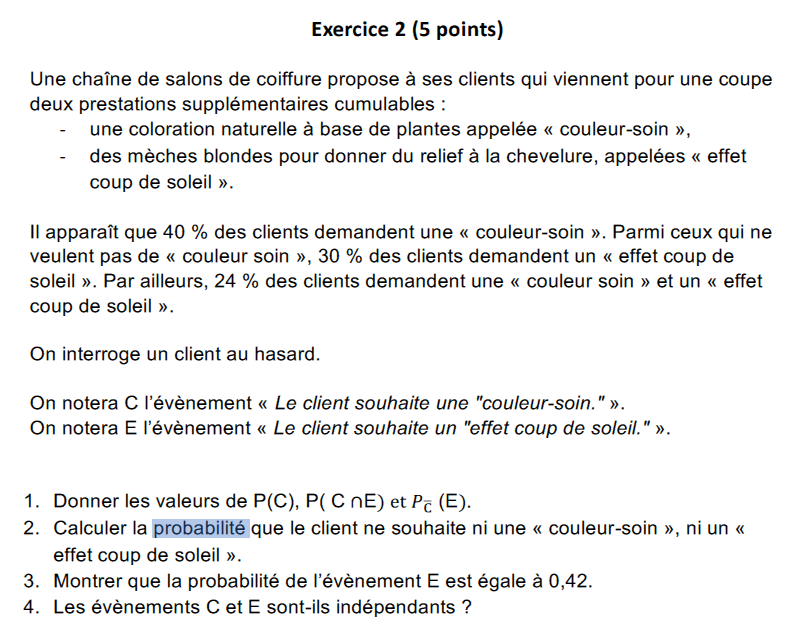 Exercice 2 (5 points)
Une chaîne de salons de coiffure propose à ses clients qui viennent pour une coupe
deux prestations supplémentaires cumulables :
- une coloration naturelle à base de plantes appelée « couleur-soin »,
- des mèches blondes pour donner du relief à la chevelure, appelées « effet
coup de soleil ».
Il apparaît que 40 % des clients demandent une « couleur-soin ». Parmi ceux qui ne
veulent pas de « couleur soin », 30 % des clients demandent un « effet coup de
soleil ». Par ailleurs, 24 % des clients demandent une « couleur soin » et un « effet
coup de soleil ».
On interroge un client au hasard.
On notera C l'évènement « Le client souhaite une "couleur-soin." ».
On notera E l'évènement « Le client souhaite un "effet coup de soleil." ».
1. Donner les valeurs de P(C), P( C ∩E) et P_C̅ (E).
2. Calculer la probabilité que le client ne souhaite ni une « couleur-soin », ni un «
effet coup de soleil ».
3. Montrer que la probabilité de l'évènement E est égale à 0,42.
4. Les évènements C et E sont-ils indépendants ?